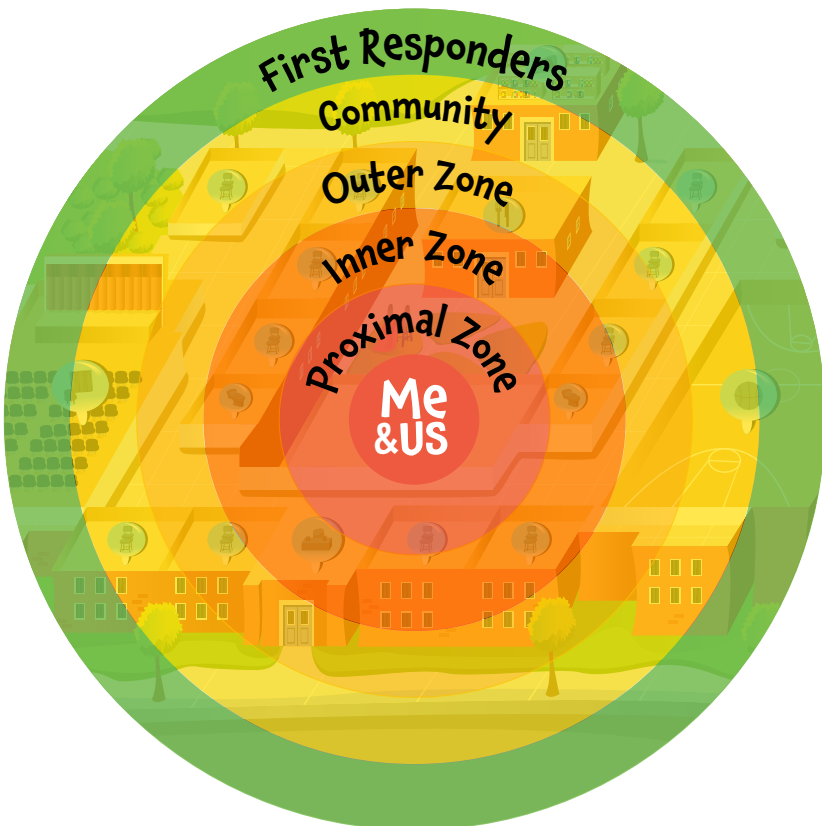 First Responders
Community
Outer Zone
Inner Zone
Proximal Zone
Me
&US